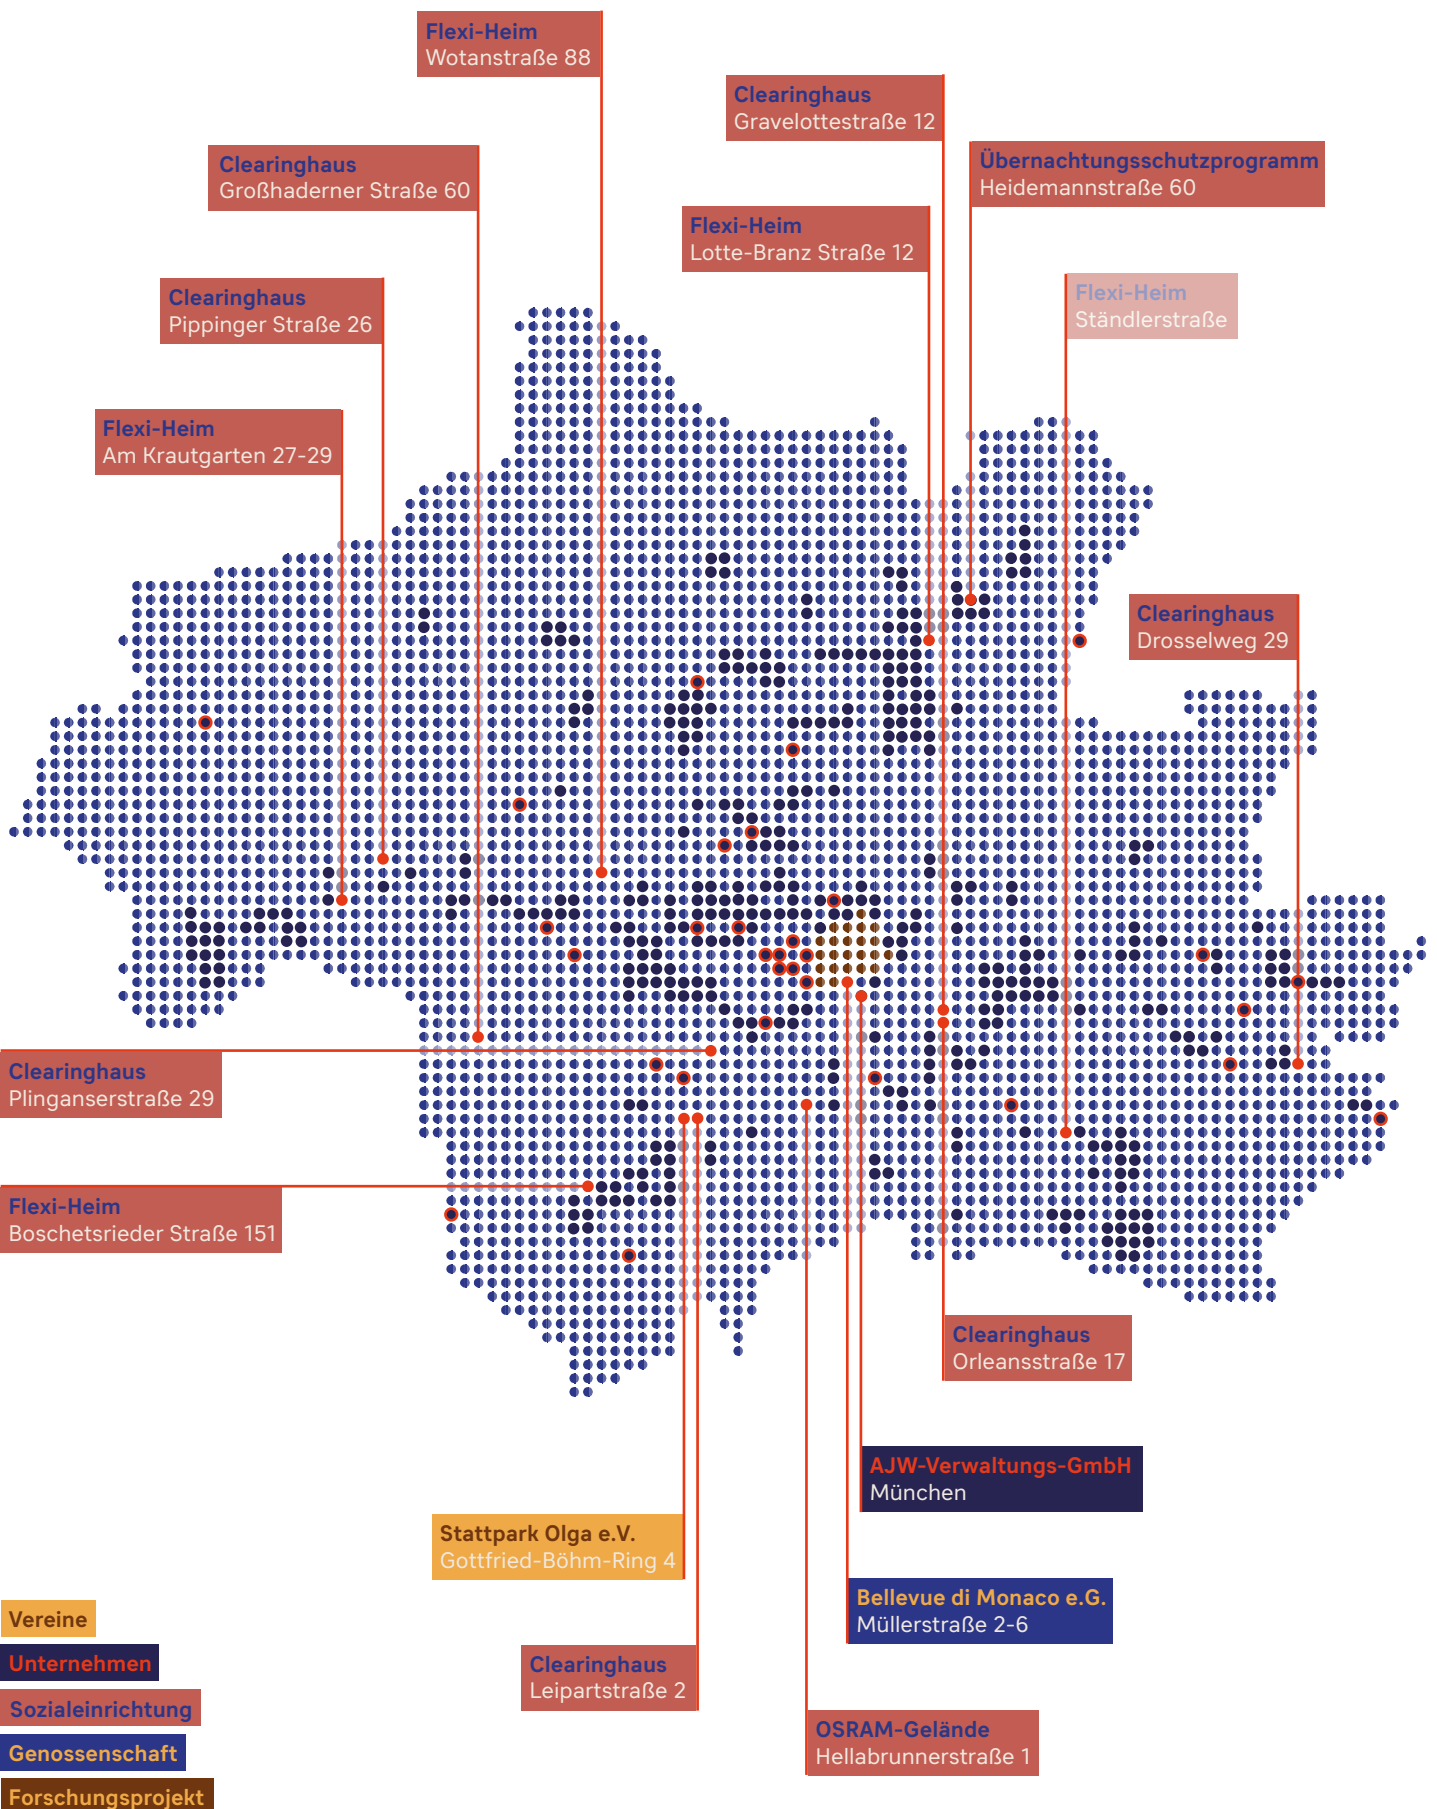 Flexi-Heim
Wotanstraße 88
Clearinghaus
Gravelottestraße 12
Übernachtungsschutzprogramm
Heidemannstraße 60
Clearinghaus
Großhaderner Straße 60
Flexi-Heim
Lotte-Branz Straße 12
Flexi-Heim
Ständlerstraße
Clearinghaus
Pippinger Straße 26
Flexi-Heim
Am Krautgarten 27-29
Clearinghaus
Drosselweg 29
Clearinghaus
Plinganserstraße 29
Flexi-Heim
Boschetsrieder Straße 151
Clearinghaus
Orleansstraße 17
AJW-Verwaltungs-GmbH
München
Stattpark Olga e.V.
Gottfried-Böhm-Ring 4
Bellevue di Monaco e.G.
Müllerstraße 2-6
Clearinghaus
Leipartstraße 2
OSRAM-Gelände
Hellabrunnerstraße 1
Vereine
Unternehmen
Sozialeinrichtung
Genossenschaft
Forschungsprojekt